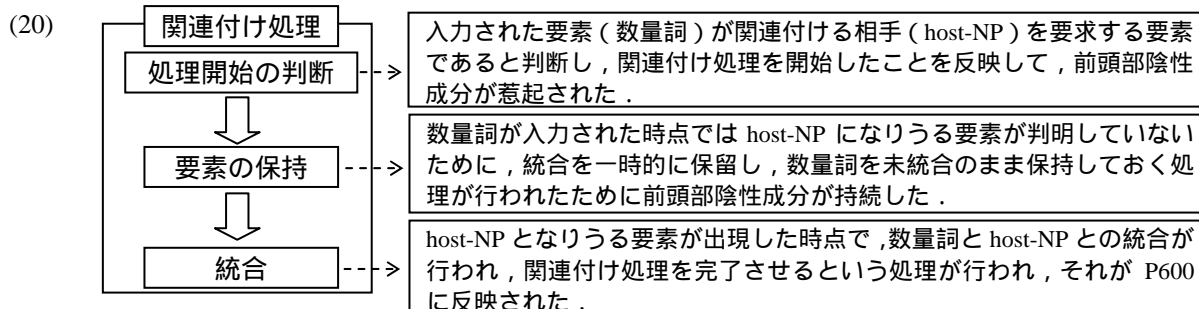 (20)
関連付け処理
処理開始の判断
要素の保持
統合
入力された要素(数量詞)が関連付ける相手(host-NP)を要求する要素
であると判断し,関連付け処理を開始したことを反映して,前頭部陰性
成分が惹起された.
数量詞が入力された時点では host-NP になりうる要素が判明していない
ために,統合を一時的に保留し,数量詞を未統合のまま保持しておく処
理が行われたために前頭部陰性成分が持続した.
host-NP となりうる要素が出現した時点で,数量詞と host-NP との統合が
行われ,関連付け処理を完了させるという処理が行われ,それが P600
に反映された.